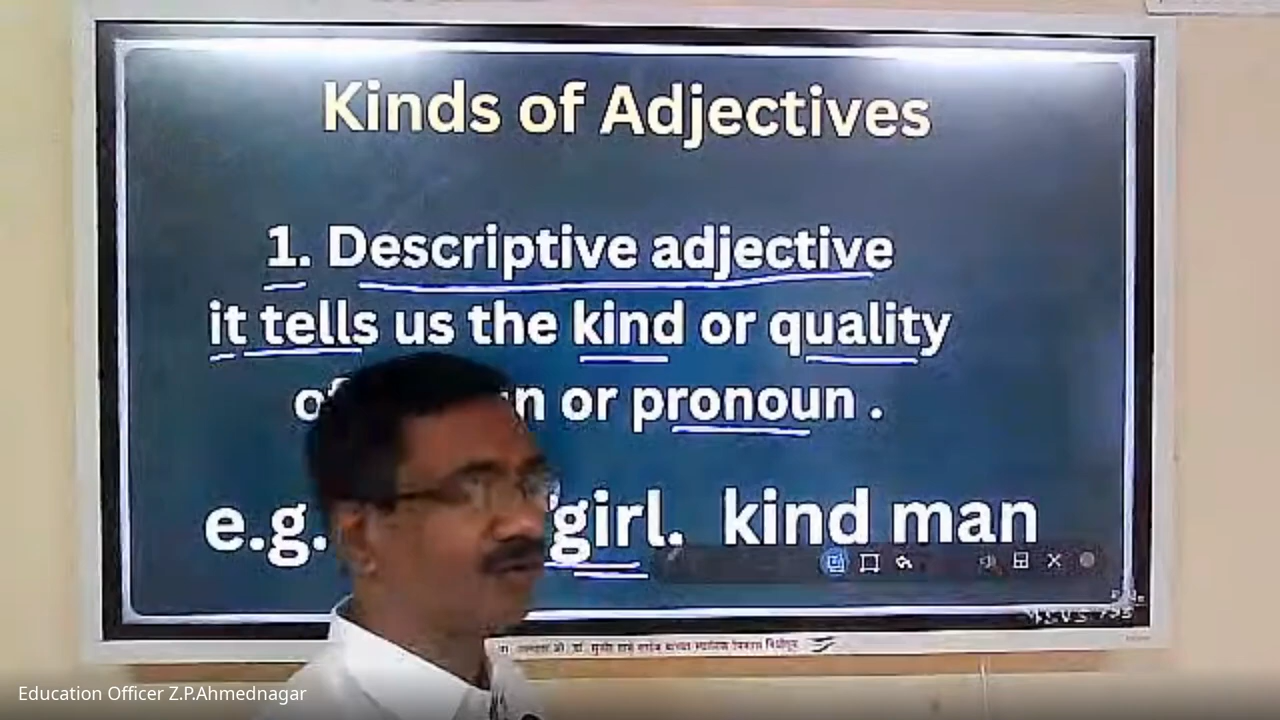 Kinds of Adjectives
1. Descriptive adjective
it tells us the kind or quality
or pronoun .
e.g. girl. kind man
Education Officer Z.P.Ahmednagar